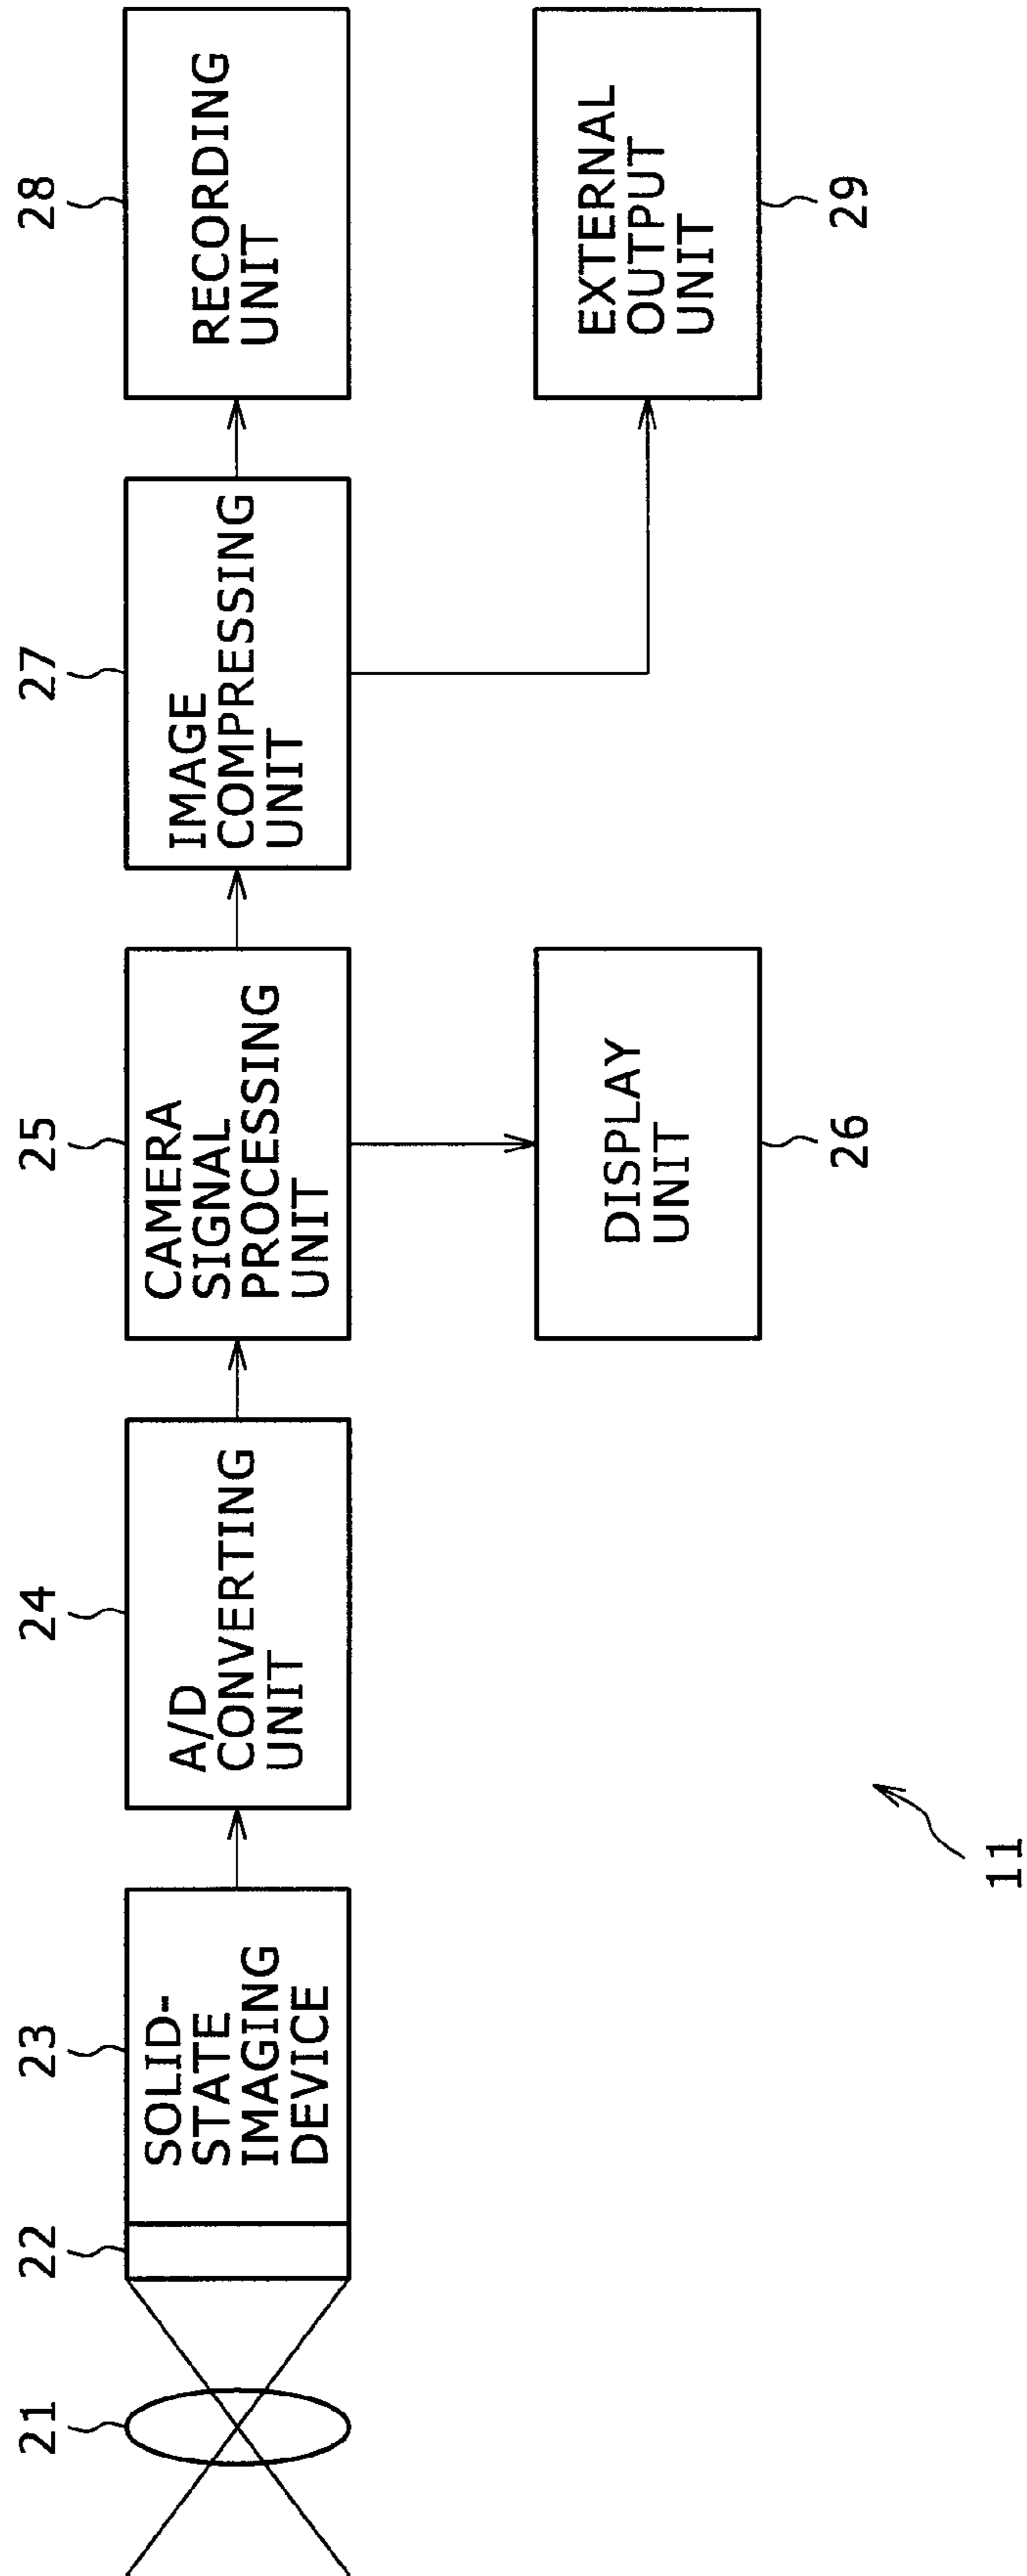 21
22
23
24
25
27
28
SOLID-
STATE
IMAGING
DEVICE
A/D
CONVERTING
UNIT
CAMERA
SIGNAL
PROCESSING
UNIT
IMAGE
COMPRESSING
UNIT
RECORDING
UNIT
DISPLAY
UNIT
EXTERNAL
OUTPUT
UNIT
26
29
11